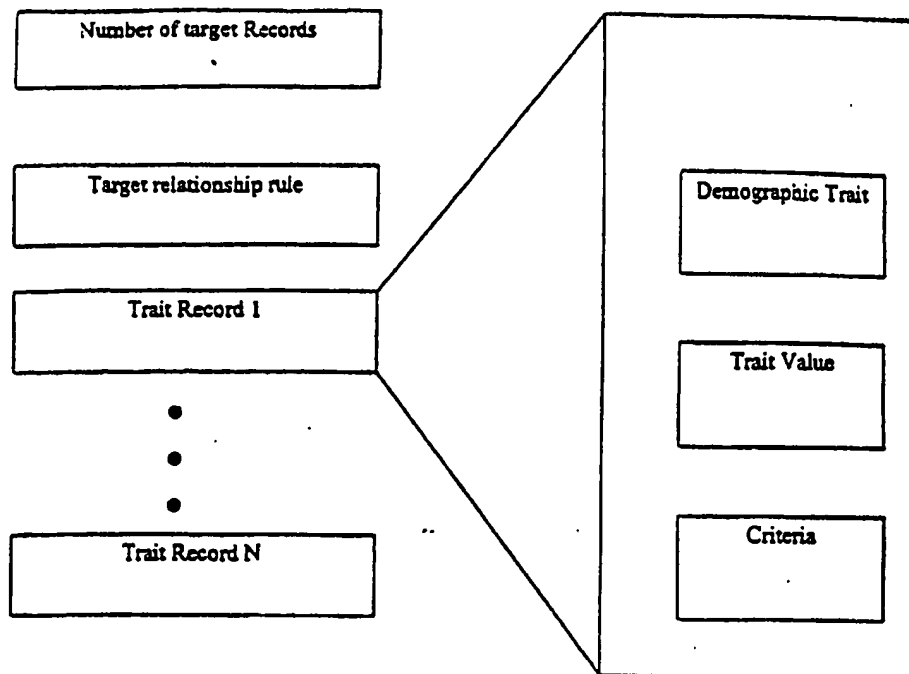 Number of target Records
Target relationship rule
Trait Record 1
Trait Record N
Demographic Trait
Trait Value
Criteria